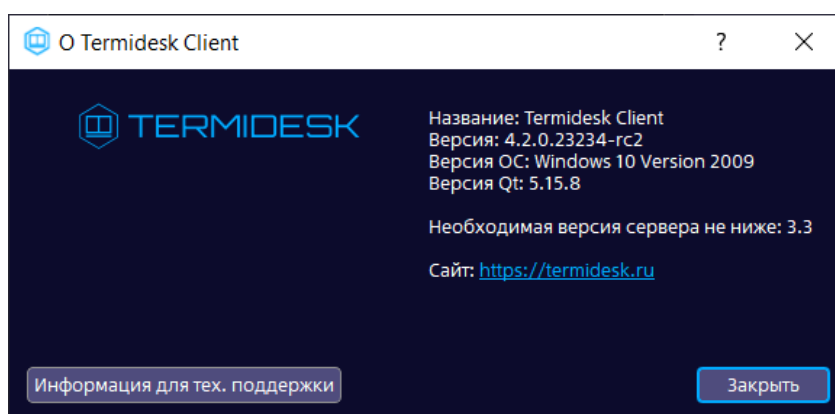 О Termidesk Client
?
TERMIDESK
Название: Termidesk Client
Версия: 4.2.0.23234-rc2
Версия ОС: Windows 10 Version 2009
Версия Qt: 5.15.8
Необходимая версия сервера не ниже: 3.3
Сайт: https://termidesk.ru
Информация для тех. поддержки
Закрыть